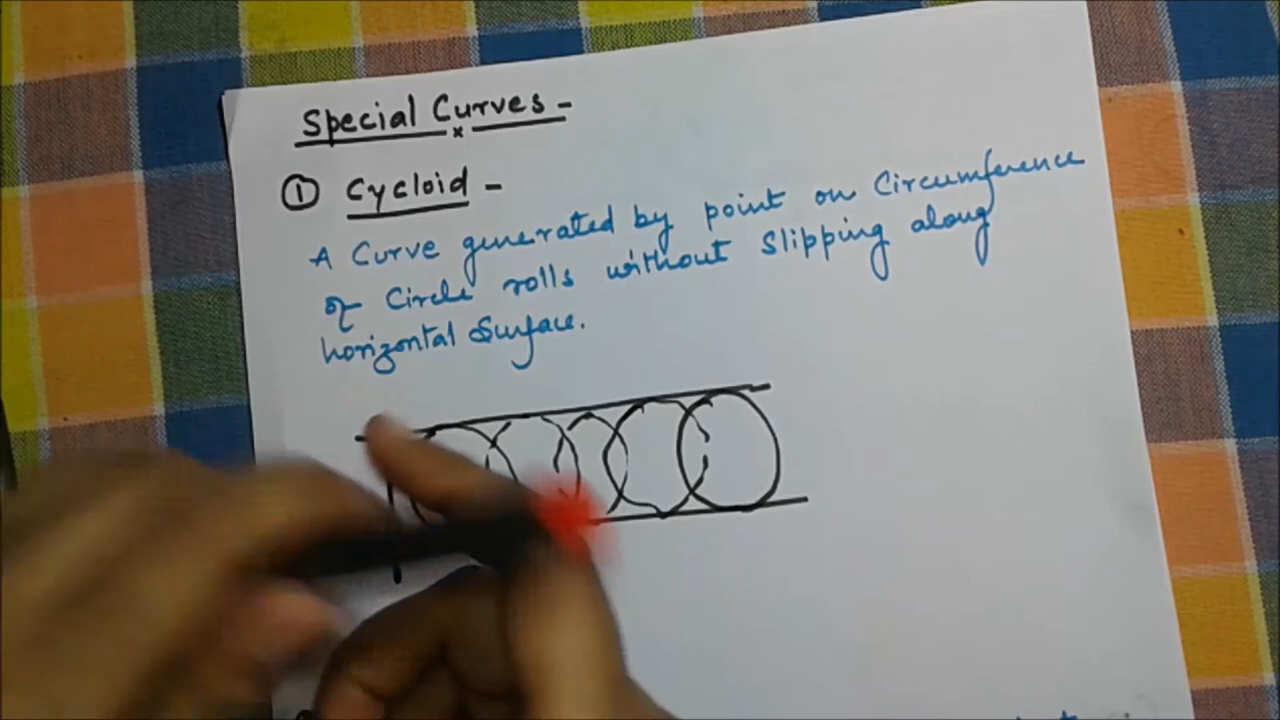 Special Curves -
① Cycloid -
A Curve generated by point on Circumference
of Circle rolls without Slipping along
horizontal Surface.